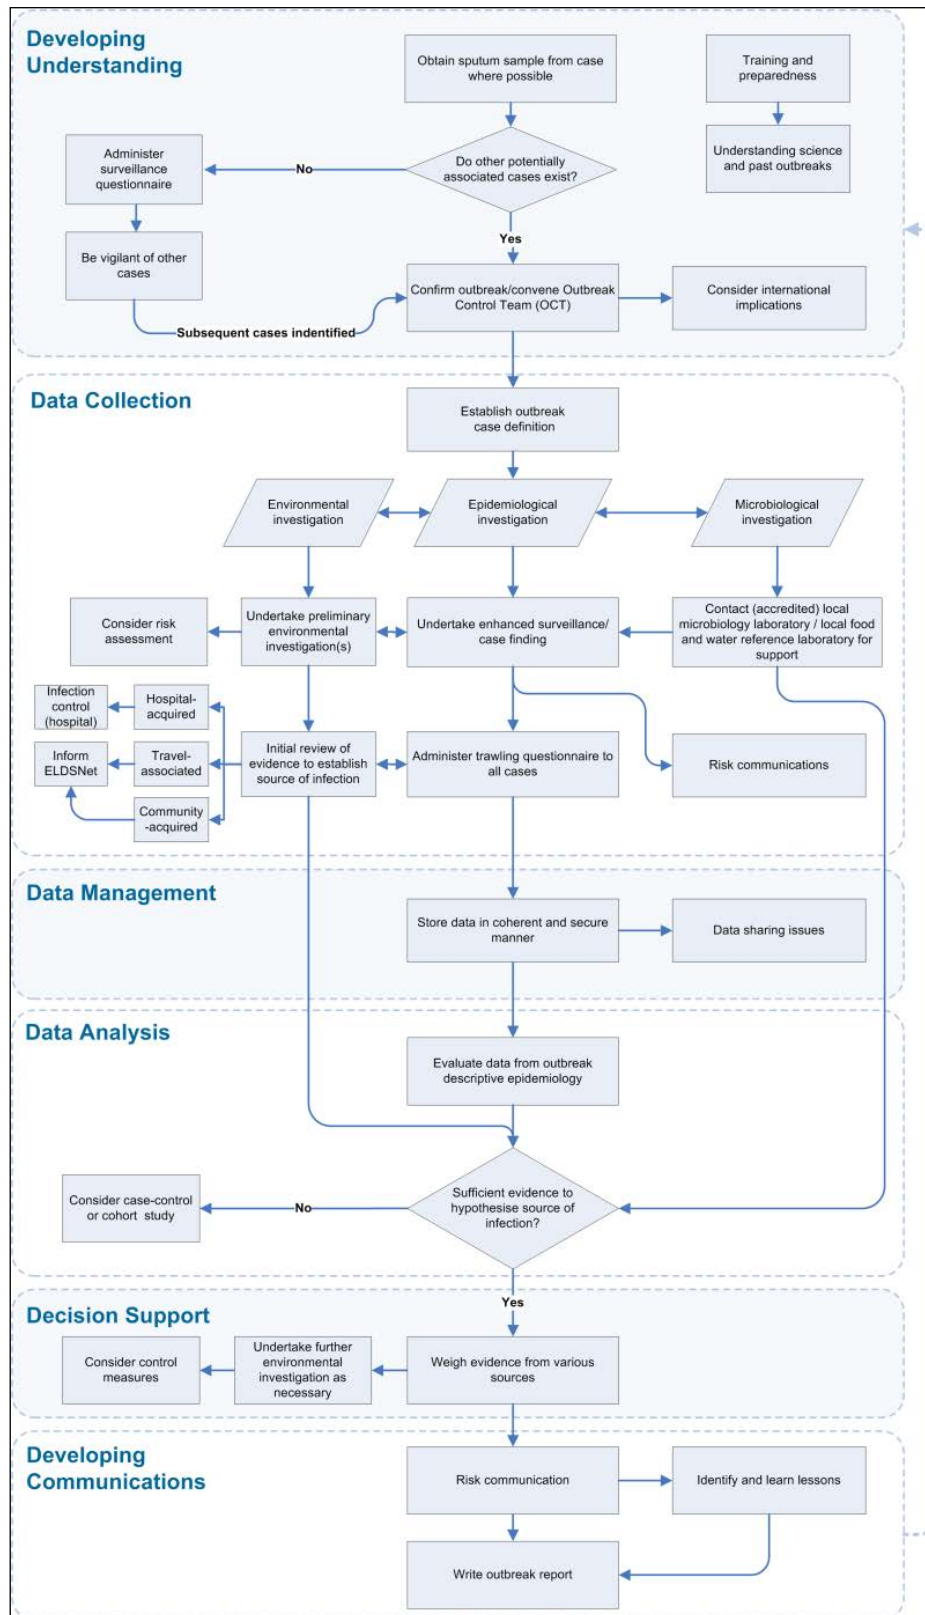 Developing
Understanding
Obtain sputum sample from case
where possible
Training and
preparedness
Administer
surveillance
questionnaire
No
Do other potentially
associated cases exist?
Understanding science
and past outbreaks
Yes
Be vigilant of other
cases
Confirm outbreak/convene Outbreak
Control Team (OCT)
Consider international
implications
Subsequent cases indentified
Data Collection
Establish outbreak
case definition
Environmental
investigation
Epidemiological
investigation
Microbiological
investigation
Consider risk
assessment
Undertake preliminary
environmental
investigation(s)
Undertake enhanced surveillance/
case finding
Contact (accredited) local
microbiology laboratory / local food
and water reference laboratory for
support
Infection
control
(hospital)
Hospital-
acquired
Inform
ELDSNet
Travel-
associated
Community
-acquired
Initial review of
evidence to establish
source of infection
Administer trawling questionnaire to
all cases
Risk communications
Data Management
Store data in coherent and secure
manner
Data sharing issues
Data Analysis
Evaluate data from outbreak
descriptive epidemiology
Consider case-control
or cohort study
No
Sufficient evidence to
hypothesise source of
infection?
Yes
Decision Support
Consider control
measures
Undertake further
environmental
investigation as
necessary
Weigh evidence from various
sources
Developing
Communications
Risk communication
Identify and learn lessons
Write outbreak report